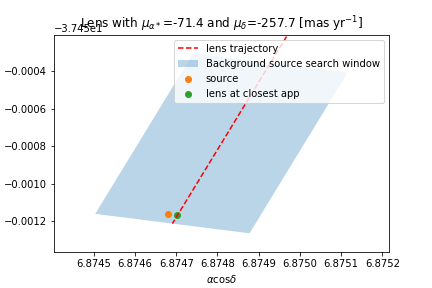 Lens with μα*=-71.4 and μδ=-257.7 [mas yr⁻¹]
−3.745e1
lens trajectory
Background source search window
source
lens at closest app
−0.0004
−0.0006
−0.0008
−0.0010
−0.0012
6.8745 6.8746 6.8747 6.8748 6.8749 6.8750 6.8751 6.8752
αcosδ